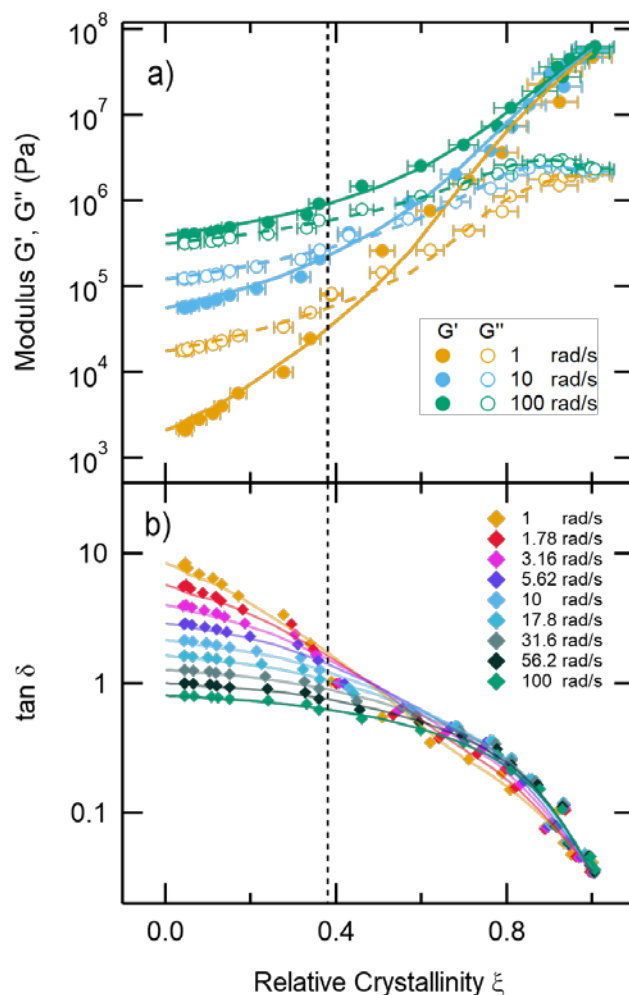 10⁸
a)
10⁷
10⁶
10⁵
10⁴
10³
Modulus G', G'' (Pa)
G' G''
1 rad/s
10 rad/s
100 rad/s
b)
10
1
0.1
tan δ
1 rad/s
1.78 rad/s
3.16 rad/s
5.62 rad/s
10 rad/s
17.8 rad/s
31.6 rad/s
56.2 rad/s
100 rad/s
0.0 0.4 0.8
Relative Crystallinity ξ